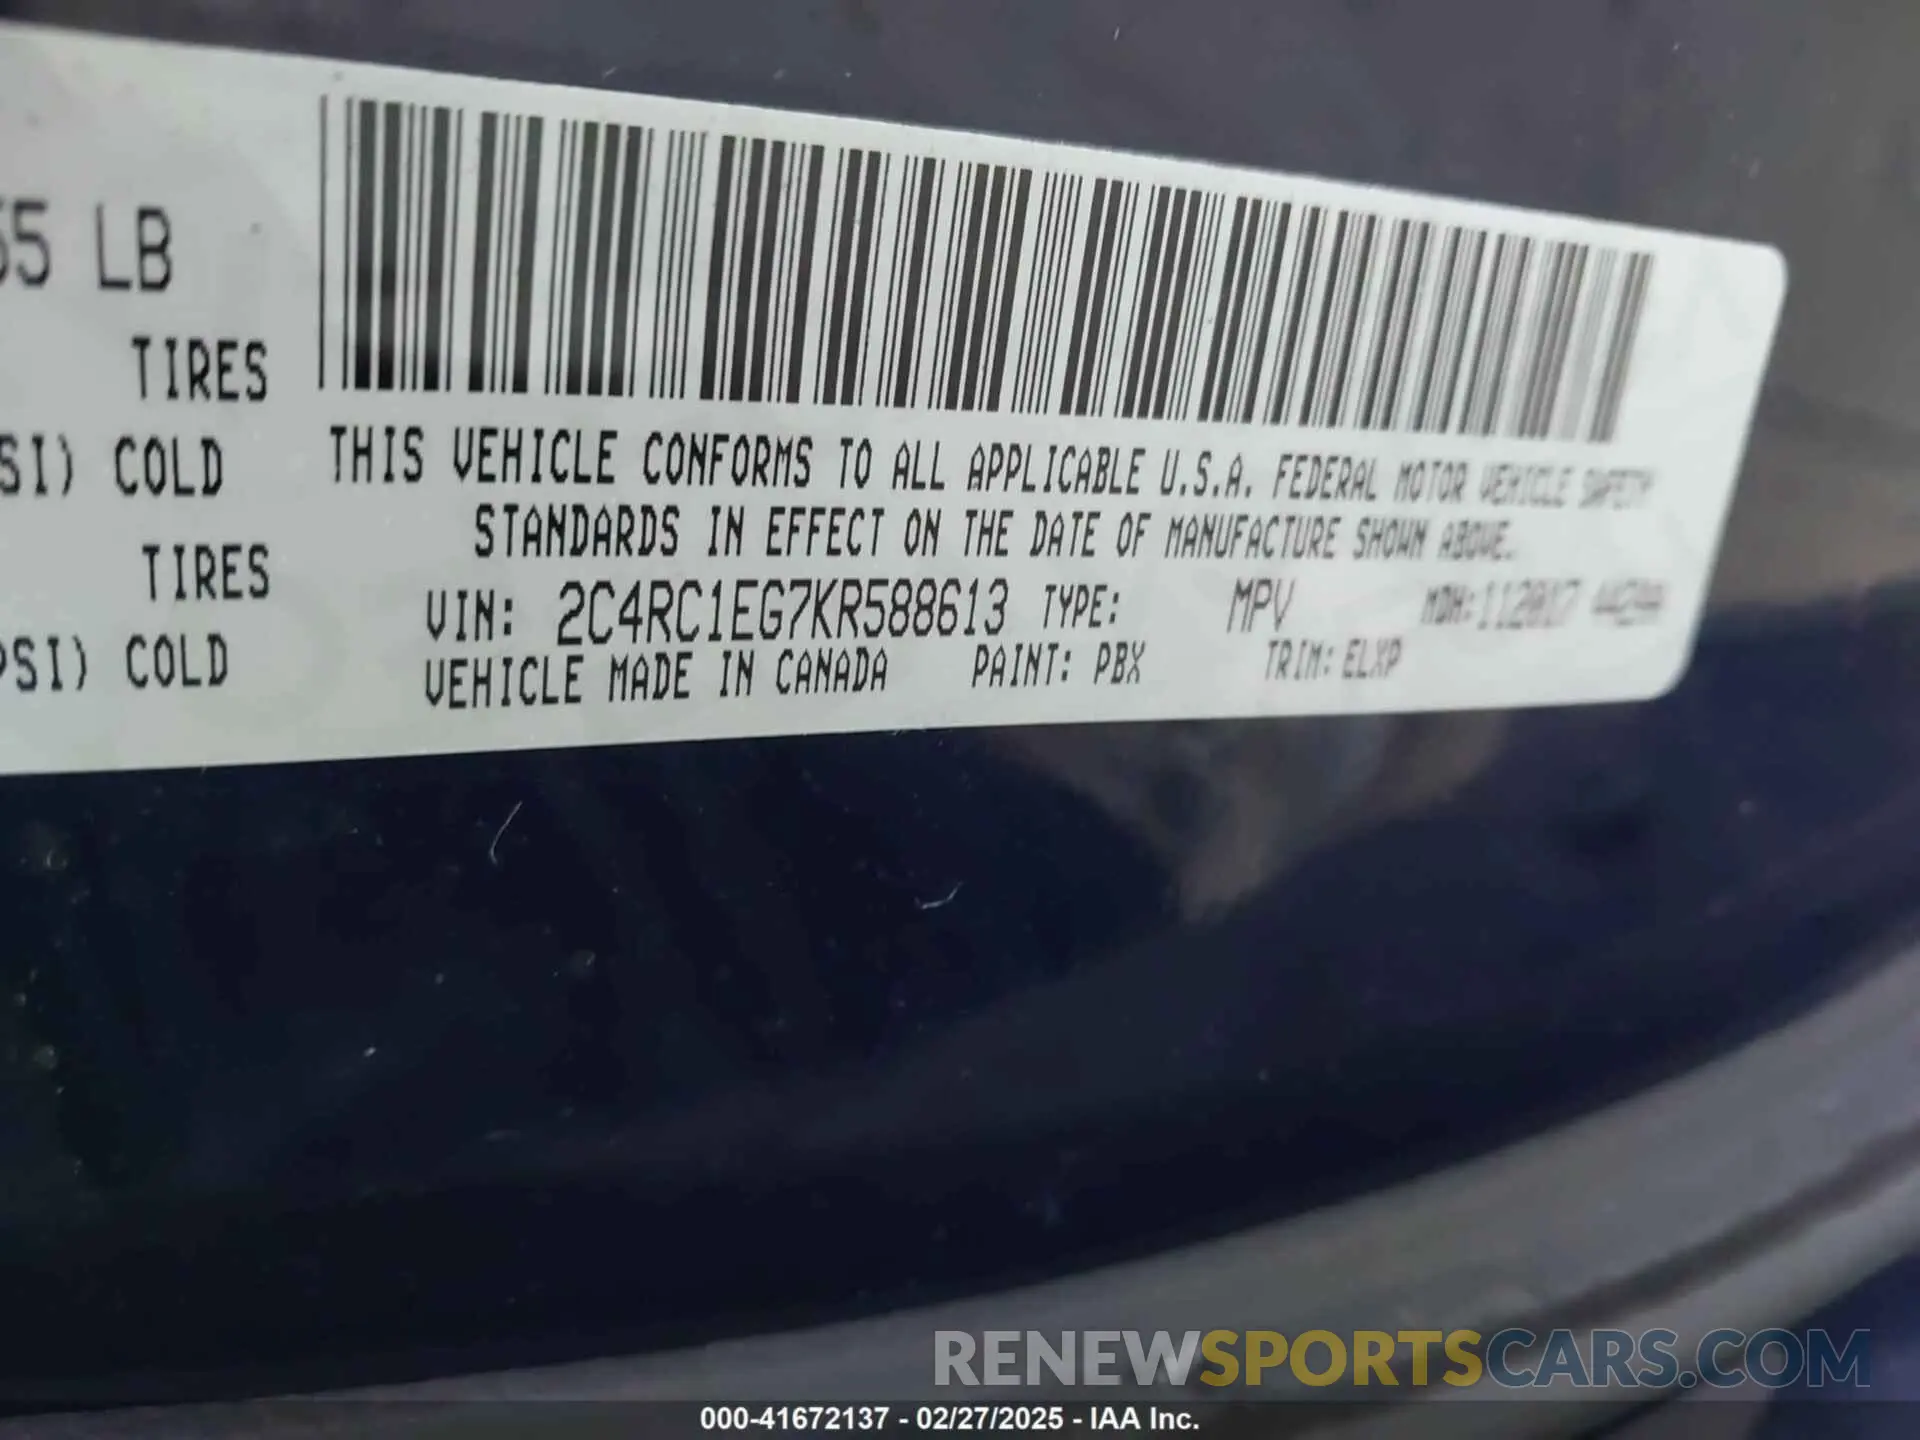 55 LB
TIRES
SI) COLD
TIRES
PSI) COLD
THIS VEHICLE CONFORMS TO ALL APPLICABLE U.S.A. FEDERAL MOTOR VEHICLE SAFETY
STANDARDS IN EFFECT ON THE DATE OF MANUFACTURE SHOWN ABOVE.
VIN: 2C4RC1EG7KR588613 TYPE: MPV MDH: 112017
VEHICLE MADE IN CANADA PAINT: PBX TRIM: ELXP
RENEWSPORTSCARS.COM
000-41672137 - 02/27/2025 - IAA Inc.